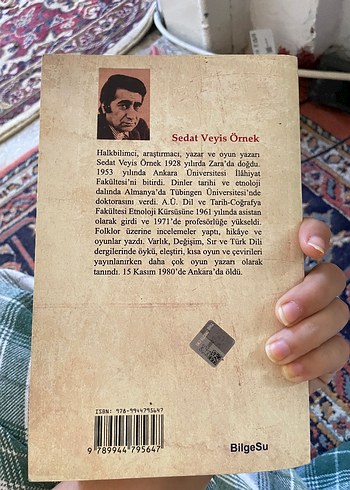 Sedat Veyis Örnek
Halkbilimci, araştırmacı, yazar ve oyun yazarı
Sedat Veyis Örnek 1928 yılında Zara'da doğdu.
1953 yılında Ankara Üniversitesi İlâhiyat
Fakültesi'ni bitirdi. Dinler tarihi ve etnoloji
dalında Almanya'da Tübingen Üniversitesi'nde
doktorasını verdi. A.Ü. Dil ve Tarih-Coğrafya
Fakültesi Etnoloji Kürsüsüne 1961 yılında asistan
olarak girdi ve 1971'de profesörlüğe yükseldi.
Folklor üzerine incelemeler yaptı, hikâye ve
oyunlar yazdı. Varlık, Değişim, Sır ve Türk Dili
dergilerinde öykü, eleştiri, kısa oyun ve çevirileri
yayınlanırken daha çok oyun yazarı olarak
tanındı. 15 Kasım 1980'de Ankara'da öldü.
ISBN: 978-9944795647
9 789944 795647
BilgeSu